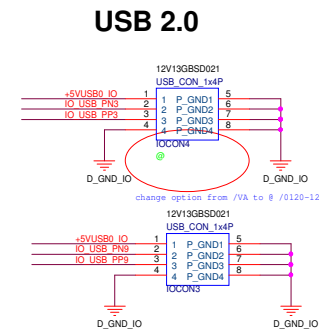 USB 2.0
12V13GBSD021
USB_CON_1x4P
+5VUSB0_IO 1 1 P_GND1 5
IO_USB_PN3 2 2 P_GND2 6
IO_USB_PP3 3 3 P_GND3 7
4 4 P_GND4 8
IOCON4
@
D_GND_IO D_GND_IO
change option from /VA to @ /0120-12
12V13GBSD021
USB_CON_1x4P
+5VUSB0_IO 1 1 P_GND1 5
IO_USB_PN9 2 2 P_GND2 6
IO_USB_PP9 3 3 P_GND3 7
4 4 P_GND4 8
IOCON3
D_GND_IO D_GND_IO